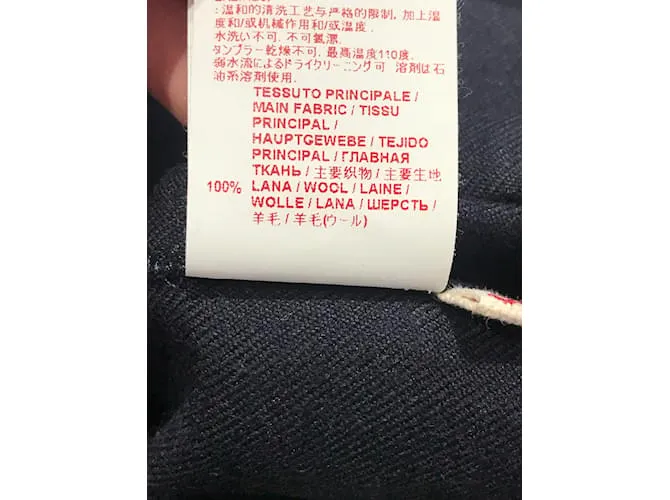 :温和的清洗工艺与严格的限制, 加上湿
度和/或机械作用和/或温度.
水洗い不可. 不可氯漂.
タンブラー乾燥不可. 最高温度110度.
弱水流によるドライクリーニング可 溶剤は石
油系溶剤使用.
TESSUTO PRINCIPALE /
MAIN FABRIC / TISSU
PRINCIPAL /
HAUPTGEWEBE / TEJIDO
PRINCIPAL / ГЛАВНАЯ
ТКАНЬ / 主要织物 / 主要生地
100% LANA / WOOL / LAINE /
WOLLE / LANA / ШЕРСТЬ /
羊毛 / 羊毛(ウール)